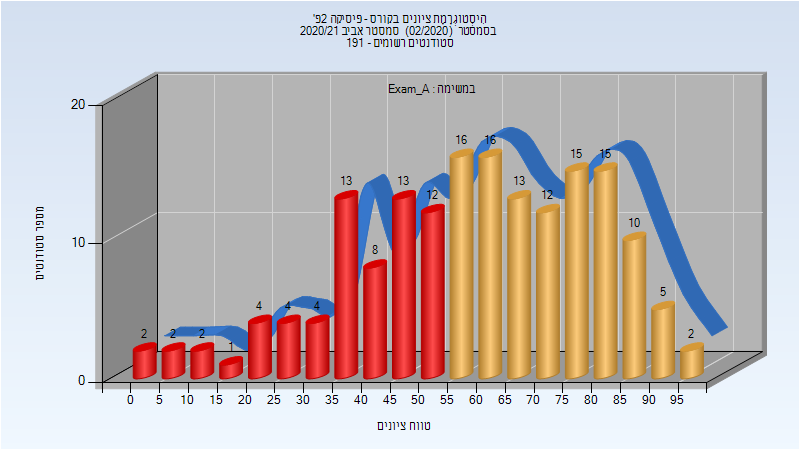 היסטוגרמת ציונים בקורס - פיסיקה 2פ'
בסמסטר (02/2020) סמסטר אביב 2020/21
סטודנטים רשומים - 191
במשימה : Exam_A
20
10
0
מספר סטודנטים
2 2 2 1 4 4 4 13 8 13 12 16 16 13 12 15 15 10 5 2
0 5 10 15 20 25 30 35 40 45 50 55 60 65 70 75 80 85 90 95
טווח ציונים